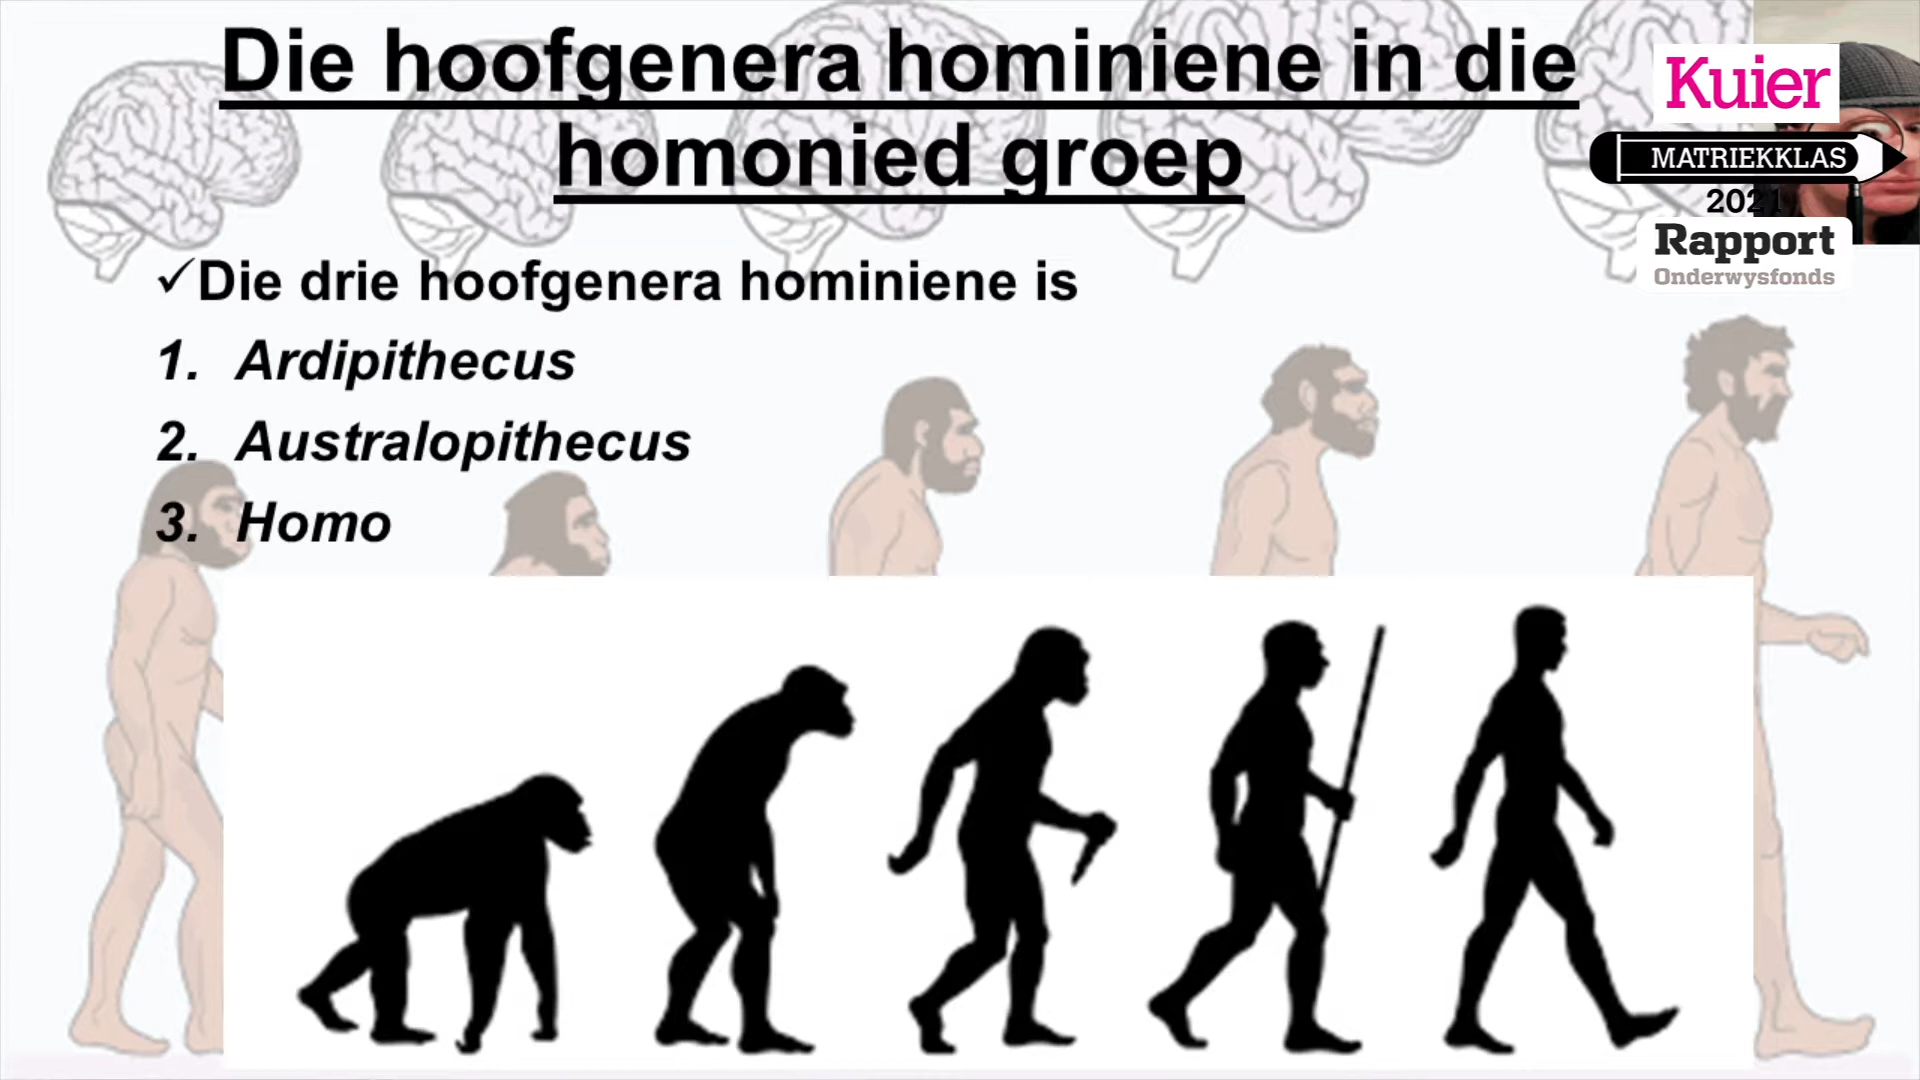 Die hoofgenera hominiene in die
homonied groep
Kuier
MATRIEKKLAS
2021
Rapport
Onderwysfonds
✓Die drie hoofgenera hominiene is
1. Ardipithecus
2. Australopithecus
3. Homo